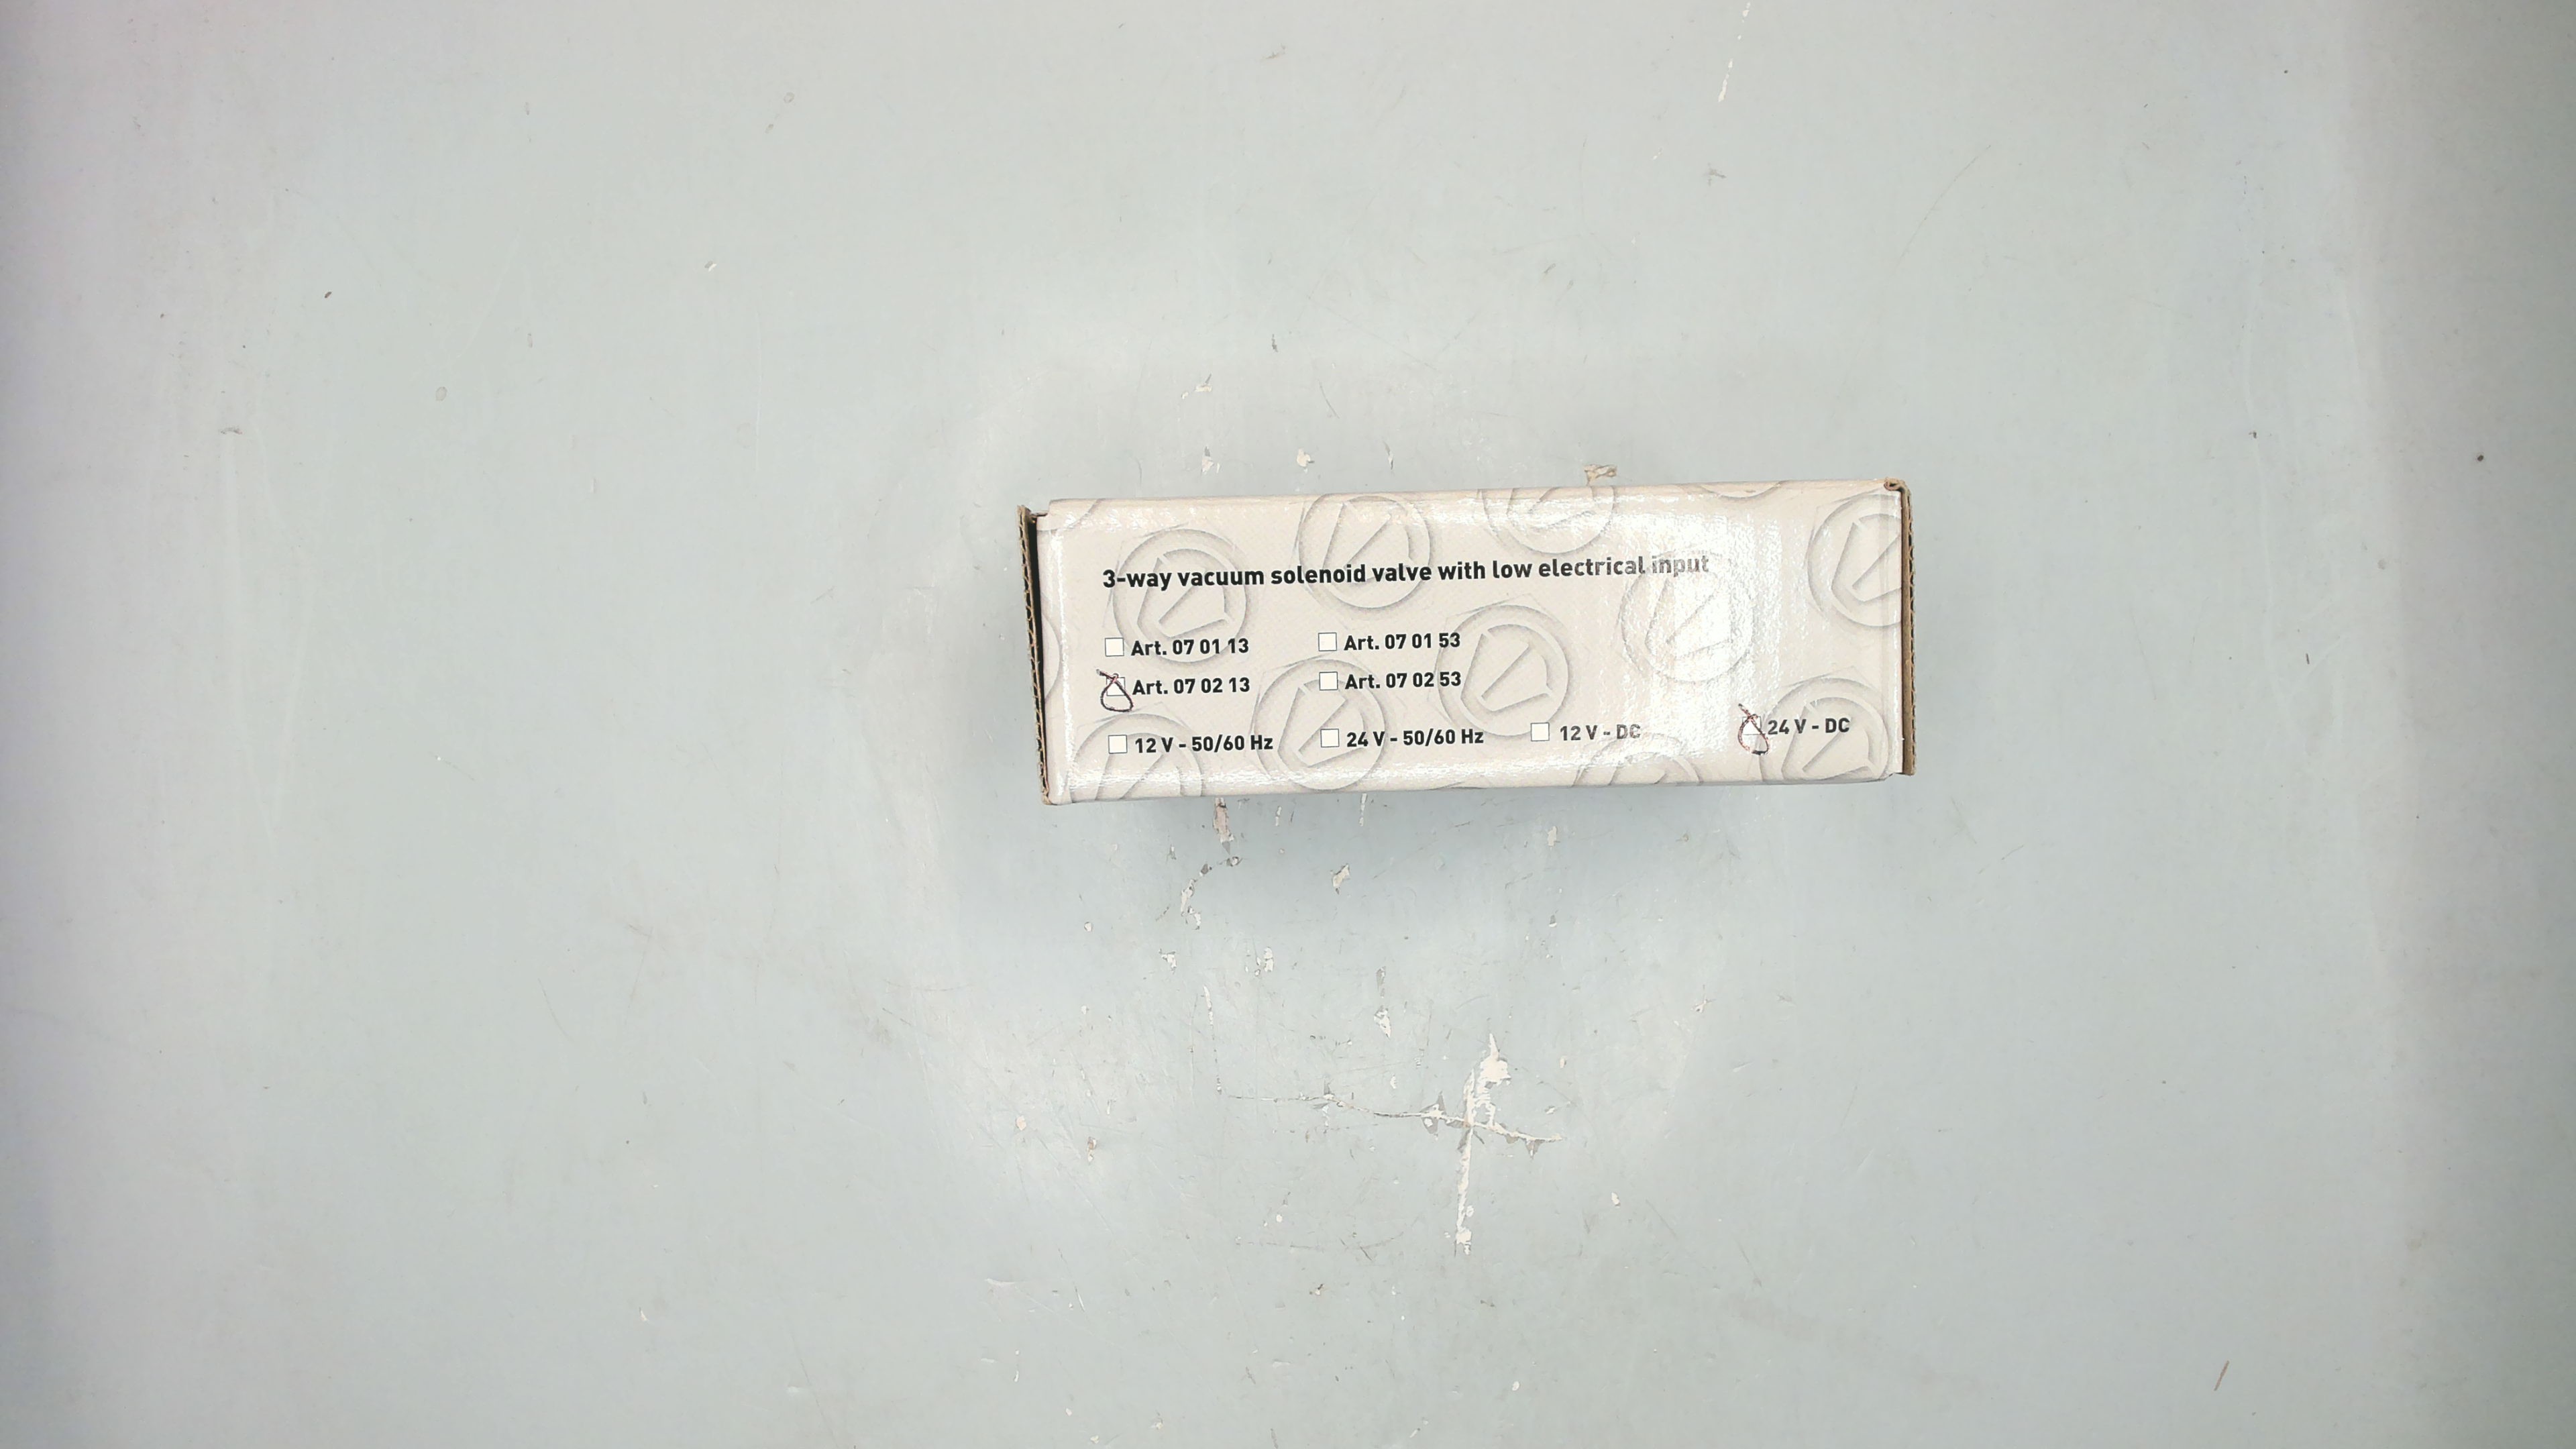 3-way vacuum solenoid valve with low electrical input
Art. 07 01 13 Art. 07 01 53
Art. 07 02 13 Art. 07 02 53
12 V - 50/60 Hz 24 V - 50/60 Hz 12 V - DC 24 V - DC